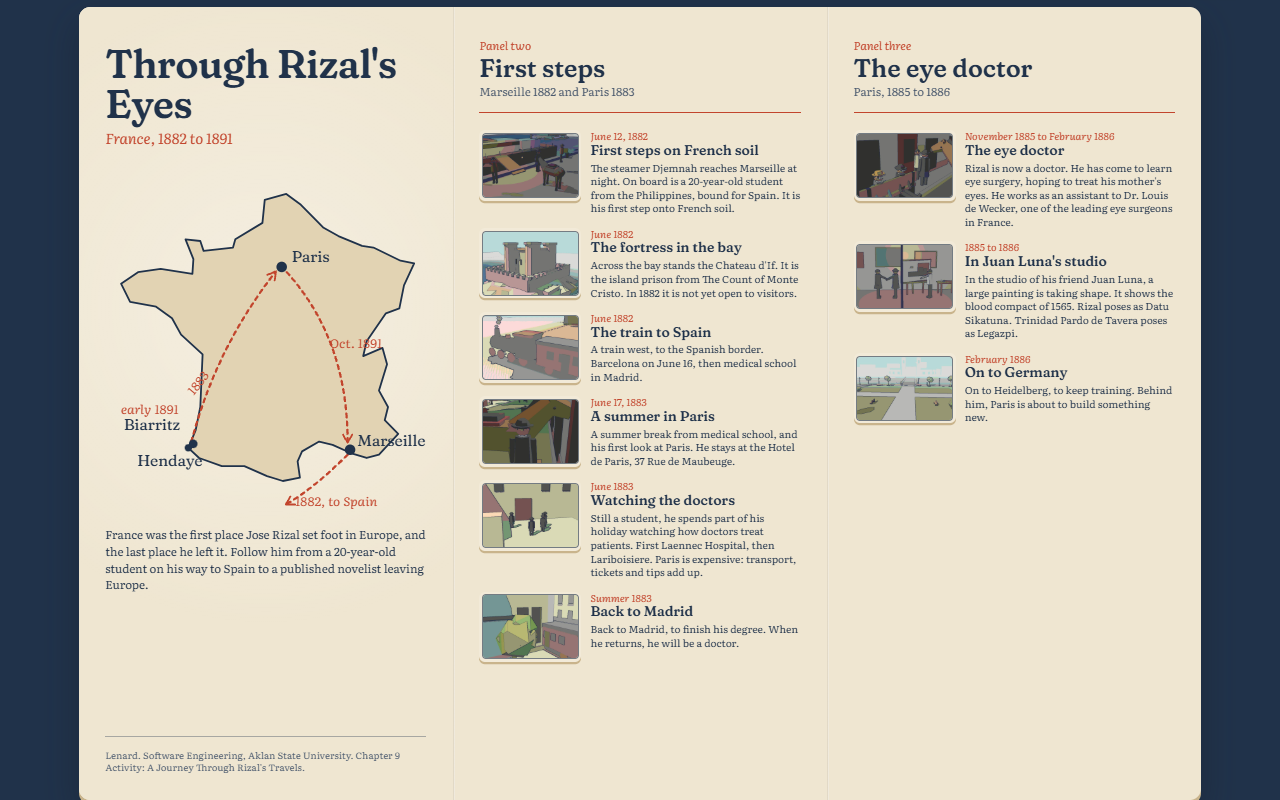 Through Rizal's
Eyes
France, 1882 to 1891
Paris
Oct. 1891
1883
early 1891
Biarritz
Marseille
Hendaye
1882, to Spain
France was the first place Jose Rizal set foot in Europe, and
the last place he left it. Follow him from a 20-year-old
student on his way to Spain to a published novelist leaving
Europe.
Lenard. Software Engineering, Aklan State University. Chapter 9
Activity: A Journey Through Rizal's Travels.
Panel two
First steps
Marseille 1882 and Paris 1883
June 12, 1882
First steps on French soil
The steamer Djemnah reaches Marseille at
night. On board is a 20-year-old student
from the Philippines, bound for Spain. It is
his first step onto French soil.
June 1882
The fortress in the bay
Across the bay stands the Chateau d'If. It is
the island prison from The Count of Monte
Cristo. In 1882 it is not yet open to visitors.
June 1882
The train to Spain
A train west, to the Spanish border.
Barcelona on June 16, then medical school
in Madrid.
June 17, 1883
A summer in Paris
A summer break from medical school, and
his first look at Paris. He stays at the Hotel
de Paris, 37 Rue de Maubeuge.
June 1883
Watching the doctors
Still a student, he spends part of his
holiday watching how doctors treat
patients. First Laennec Hospital, then
Lariboisiere. Paris is expensive: transport,
tickets and tips add up.
Summer 1883
Back to Madrid
Back to Madrid, to finish his degree. When
he returns, he will be a doctor.
Panel three
The eye doctor
Paris, 1885 to 1886
November 1885 to February 1886
The eye doctor
Rizal is now a doctor. He has come to learn
eye surgery, hoping to treat his mother's
eyes. He works as an assistant to Dr. Louis
de Wecker, one of the leading eye surgeons
in France.
1885 to 1886
In Juan Luna's studio
In the studio of his friend Juan Luna, a
large painting is taking shape. It shows the
blood compact of 1565. Rizal poses as Datu
Sikatuna. Trinidad Pardo de Tavera poses
as Legazpi.
February 1886
On to Germany
On to Heidelberg, to keep training. Behind
him, Paris is about to build something
new.